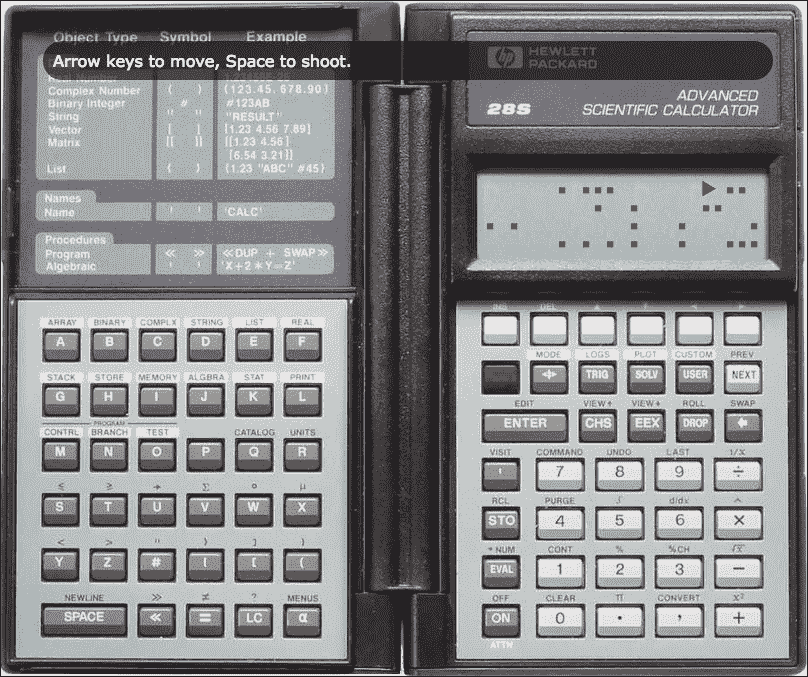 Object Type Symbol Example
Arrow keys to move, Space to shoot.
Real Number
Complex Number ( ) (123.45, 678.90)
Binary Integer # #123AB
String " " "RESULT"
Vector [ ] [1.23 4.56 7.89]
Matrix [[ ]] [[1.23 4.56]
[6.54 3.21]]
List { } {1.23 "ABC" #45}
Names
Name ' ' 'CALC'
Procedures
Program « » «DUP + SWAP»
Algebraic ' ' 'X+2*Y=Z'
hp HEWLETT
PACKARD
28S
ADVANCED
SCIENTIFIC CALCULATOR
ARRAY BINARY COMPLX STRING LIST REAL
A B C D E F
STACK STORE MEMORY ALGBRA STAT PRINT
G H I J K L
PROGRAM
CONTRL BRANCH TEST CATALOG UNITS
M N O P Q R
≤ ≥ → Σ ° μ
S T U V W X
< > " ) ] }
Y Z # ( [ {
NEWLINE » ≠ ? MENUS
SPACE « = LC α
INS DEL ▲ ▼ ◄ ►
MODE LOGS PLOT CUSTOM PREV
TRIG SOLV USER NEXT
EDIT VIEW↑ VIEW↓ ROLL SWAP
ENTER CHS EEX DROP ←
VISIT COMMAND UNDO LAST 1/X
' 7 8 9 ÷
RCL PURGE ∫ d/dx ^
STO 4 5 6 ×
→NUM CONT % %CH √x
EVAL 1 2 3 −
OFF CLEAR π CONVERT x²
ON 0 . , +
ATTN